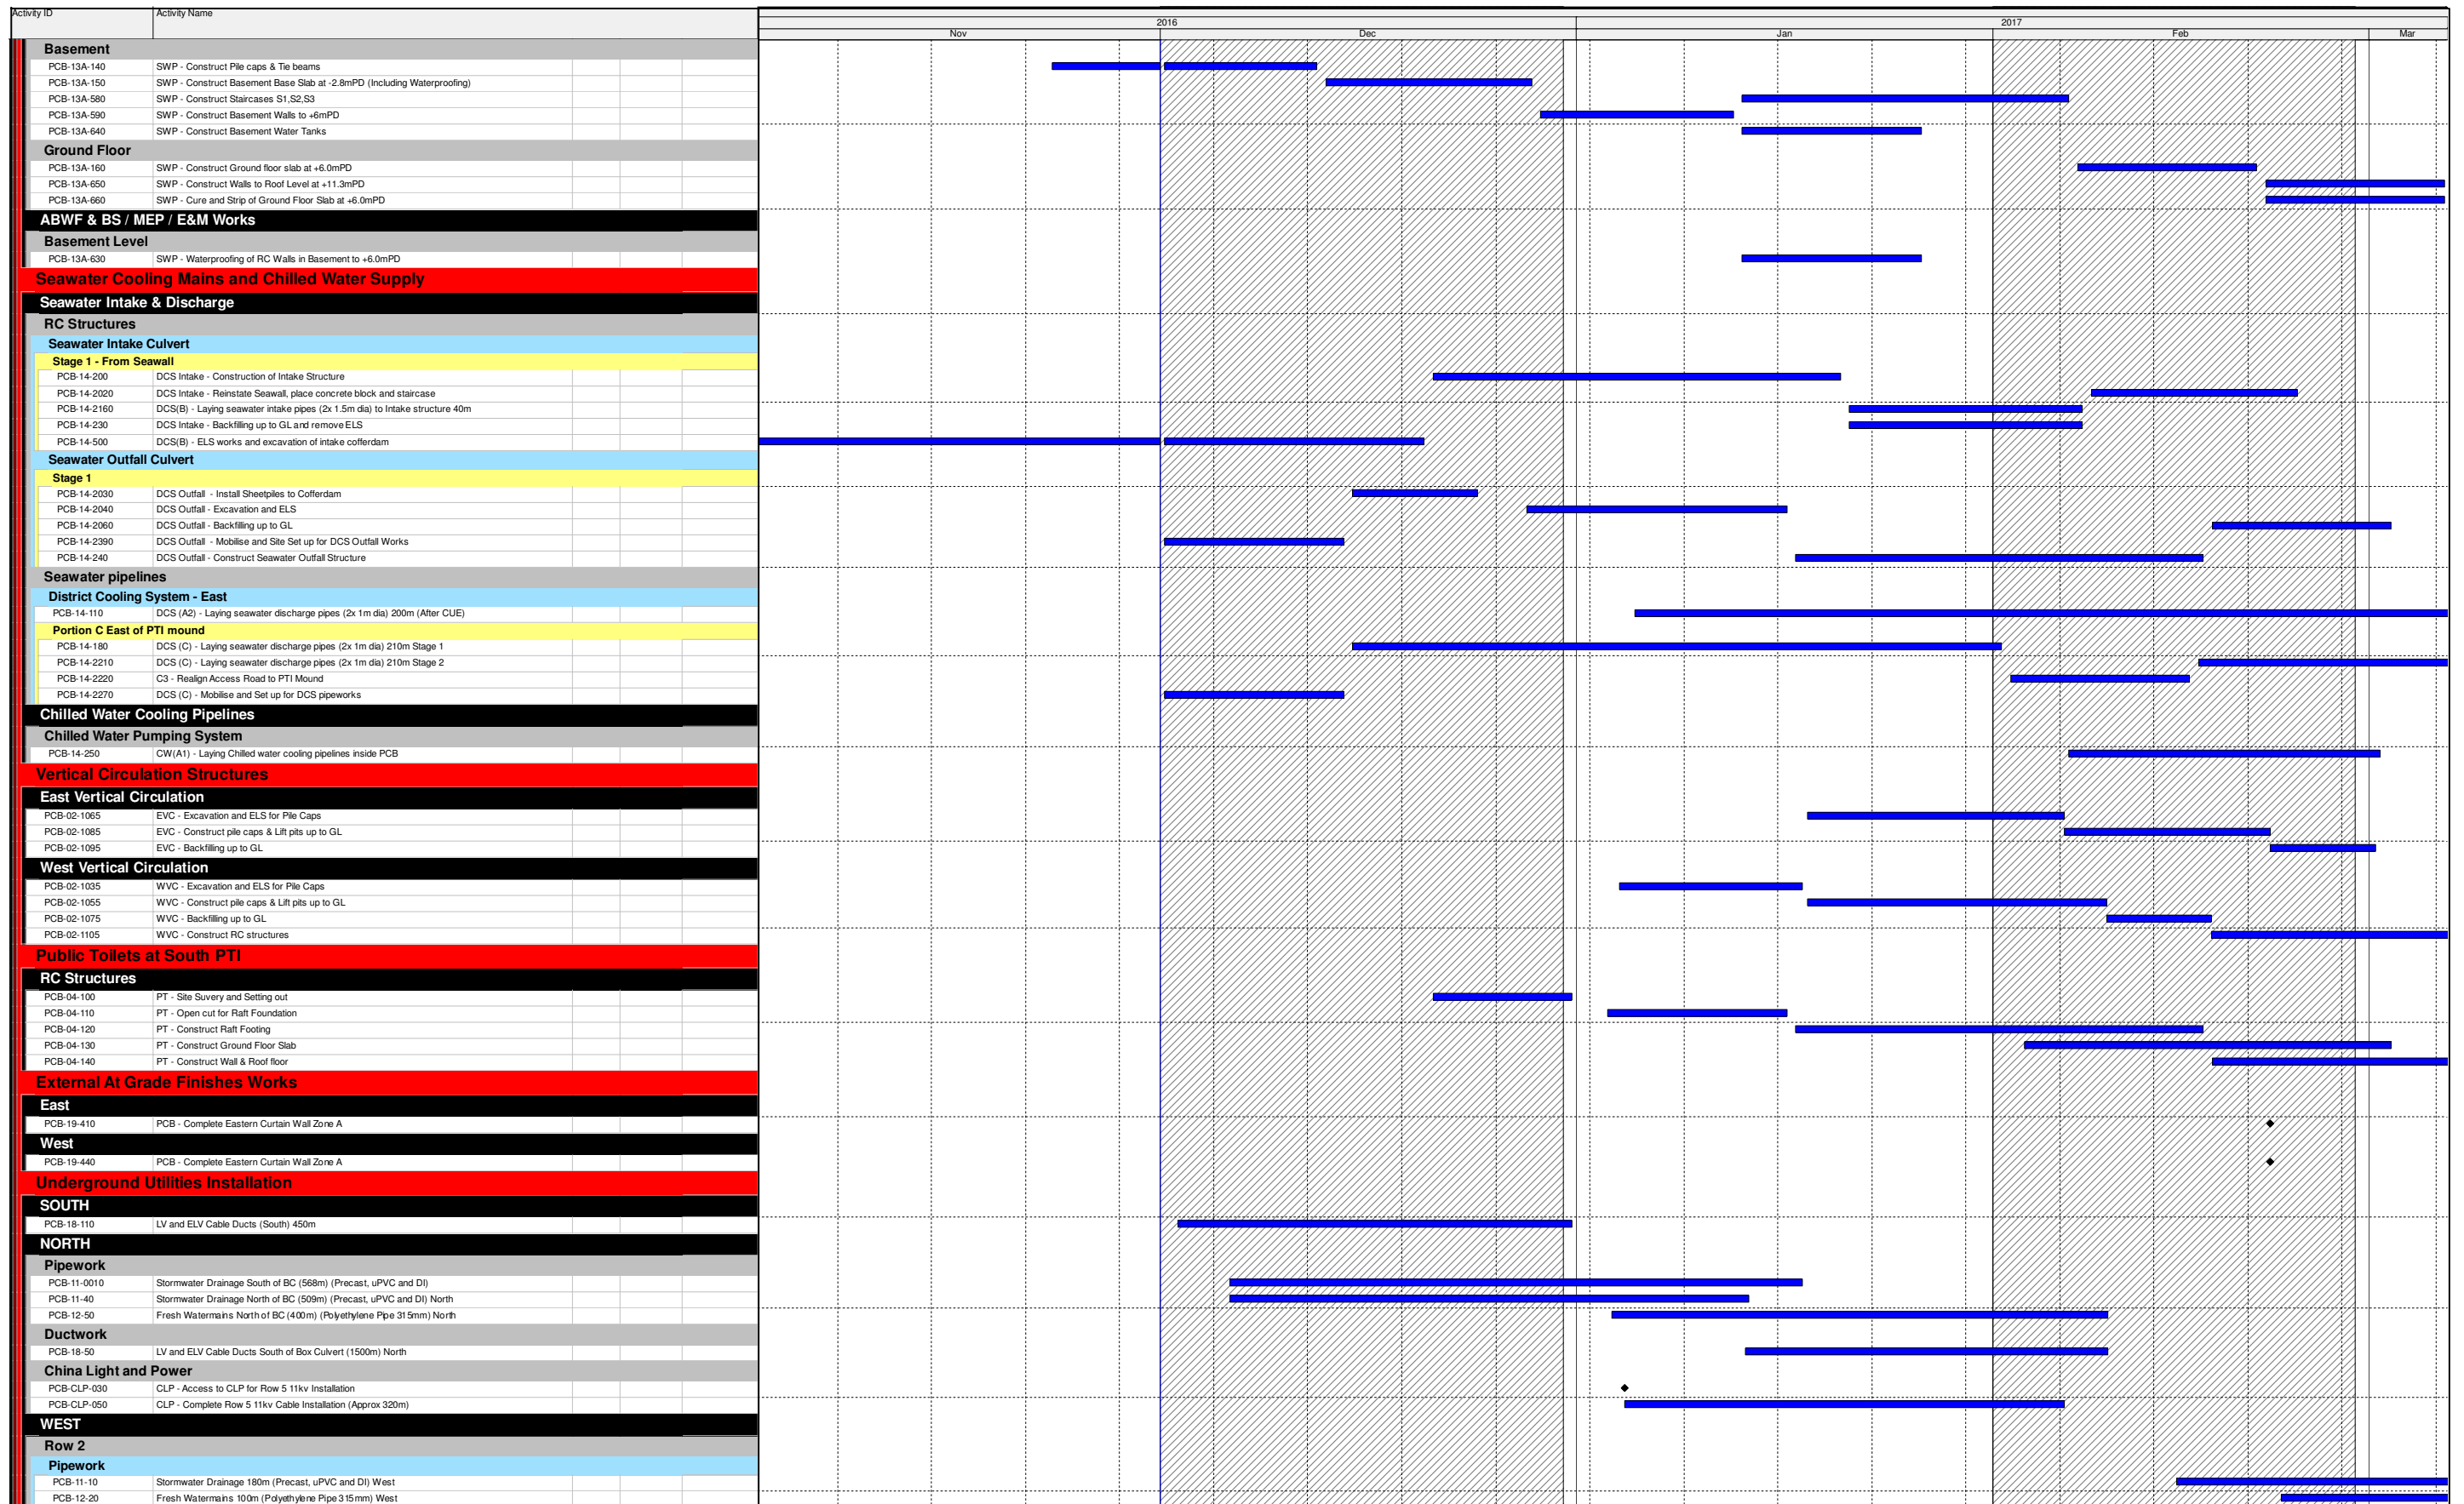 Activity ID Activity Name
2016 2017
Nov Dec Jan Feb Mar
Basement
PCB-13A-140 SWP - Construct Pile caps & Tie beams
PCB-13A-150 SWP - Construct Basement Base Slab at -2.8mPD (Including Waterproofing)
PCB-13A-580 SWP - Construct Staircases S1,S2,S3
PCB-13A-590 SWP - Construct Basement Walls to +6mPD
PCB-13A-640 SWP - Construct Basement Water Tanks
Ground Floor
PCB-13A-160 SWP - Construct Ground floor slab at +6.0mPD
PCB-13A-650 SWP - Construct Walls to Roof Level at +11.3mPD
PCB-13A-660 SWP - Cure and Strip of Ground Floor Slab at +6.0mPD
ABWF & BS / MEP / E&M Works
Basement Level
PCB-13A-630 SWP - Waterproofing of RC Walls in Basement to +6.0mPD
Seawater Cooling Mains and Chilled Water Supply
Seawater Intake & Discharge
RC Structures
Seawater Intake Culvert
Stage 1 - From Seawall
PCB-14-200 DCS Intake - Construction of Intake Structure
PCB-14-2020 DCS Intake - Reinstate Seawall, place concrete block and staircase
PCB-14-2160 DCS(B) - Laying seawater intake pipes (2x 1.5m dia) to Intake structure 40m
PCB-14-230 DCS Intake - Backfilling up to GL and remove ELS
PCB-14-500 DCS(B) - ELS works and excavation of intake cofferdam
Seawater Outfall Culvert
Stage 1
PCB-14-2030 DCS Outfall - Install Sheetpiles to Cofferdam
PCB-14-2040 DCS Outfall - Excavation and ELS
PCB-14-2060 DCS Outfall - Backfilling up to GL
PCB-14-2390 DCS Outfall - Mobilise and Site Set up for DCS Outfall Works
PCB-14-240 DCS Outfall - Construct Seawater Outfall Structure
Seawater pipelines
District Cooling System - East
PCB-14-110 DCS (A2) - Laying seawater discharge pipes (2x 1m dia) 200m (After CUE)
Portion C East of PTI mound
PCB-14-180 DCS (C) - Laying seawater discharge pipes (2x 1m dia) 210m Stage 1
PCB-14-2210 DCS (C) - Laying seawater discharge pipes (2x 1m dia) 210m Stage 2
PCB-14-2220 C3 - Realign Access Road to PTI Mound
PCB-14-2270 DCS (C) - Mobilise and Set up for DCS pipeworks
Chilled Water Cooling Pipelines
Chilled Water Pumping System
PCB-14-250 CW(A1) - Laying Chilled water cooling pipelines inside PCB
Vertical Circulation Structures
East Vertical Circulation
PCB-02-1065 EVC - Excavation and ELS for Pile Caps
PCB-02-1085 EVC - Construct pile caps & Lift pits up to GL
PCB-02-1095 EVC - Backfilling up to GL
West Vertical Circulation
PCB-02-1035 WVC - Excavation and ELS for Pile Caps
PCB-02-1055 WVC - Construct pile caps & Lift pits up to GL
PCB-02-1075 WVC - Backfilling up to GL
PCB-02-1105 WVC - Construct RC structures
Public Toilets at South PTI
RC Structures
PCB-04-100 PT - Site Suvery and Setting out
PCB-04-110 PT - Open cut for Raft Foundation
PCB-04-120 PT - Construct Raft Footing
PCB-04-130 PT - Construct Ground Floor Slab
PCB-04-140 PT - Construct Wall & Roof floor
External At Grade Finishes Works
East
PCB-19-410 PCB - Complete Eastern Curtain Wall Zone A
West
PCB-19-440 PCB - Complete Eastern Curtain Wall Zone A
Underground Utilities Installation
SOUTH
PCB-18-110 LV and ELV Cable Ducts (South) 450m
NORTH
Pipework
PCB-11-0010 Stormwater Drainage South of BC (568m) (Precast, uPVC and DI)
PCB-11-40 Stormwater Drainage North of BC (509m) (Precast, uPVC and DI) North
PCB-12-50 Fresh Watermains North of BC (400m) (Polyethylene Pipe 315mm) North
Ductwork
PCB-18-50 LV and ELV Cable Ducts South of Box Culvert (1500m) North
China Light and Power
PCB-CLP-030 CLP - Access to CLP for Row 5 11kv Installation
PCB-CLP-050 CLP - Complete Row 5 11kv Cable Installation (Approx 320m)
WEST
Row 2
Pipework
PCB-11-10 Stormwater Drainage 180m (Precast, uPVC and DI) West
PCB-12-20 Fresh Watermains 100m (Polyethylene Pipe 315mm) West